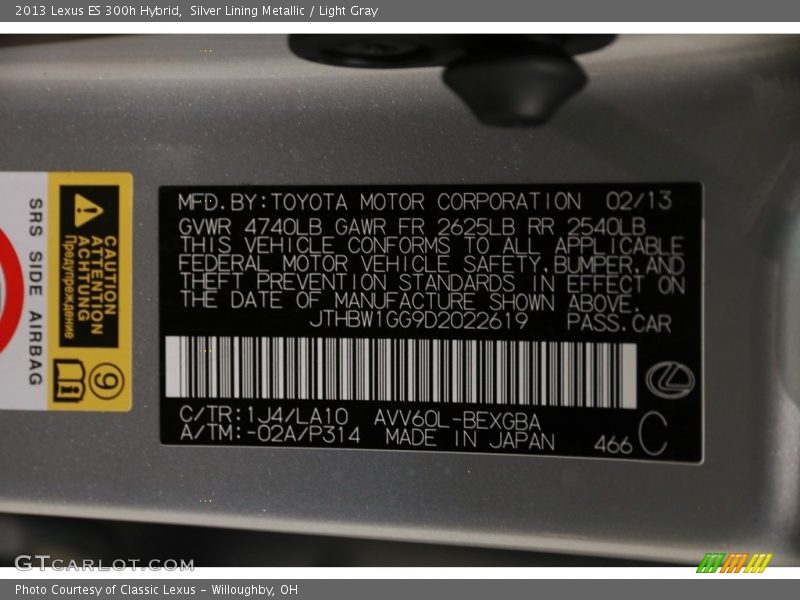 2013 Lexus ES 300h Hybrid,  Silver Lining Metallic / Light Gray
SRS SIDE AIRBAG
CAUTION
ATTENTION
ACHTUNG
Предупреждение
9
MFD.BY:TOYOTA MOTOR CORPORATION 02/13
GVWR 4740LB GAWR FR 2625LB RR 2540LB
THIS VEHICLE CONFORMS TO ALL APPLICABLE
FEDERAL MOTOR VEHICLE SAFETY,BUMPER,AND
THEFT PREVENTION STANDARDS IN EFFECT ON
THE DATE OF MANUFACTURE SHOWN ABOVE.
JTHBW1GG9D2022619 PASS.CAR
C/TR:1J4/LA10 AVV60L-BEXGBA
A/TM:-02A/P314 MADE IN JAPAN 466 C
GTCARLOT.COM
Photo Courtesy of Classic Lexus - Willoughby, OH